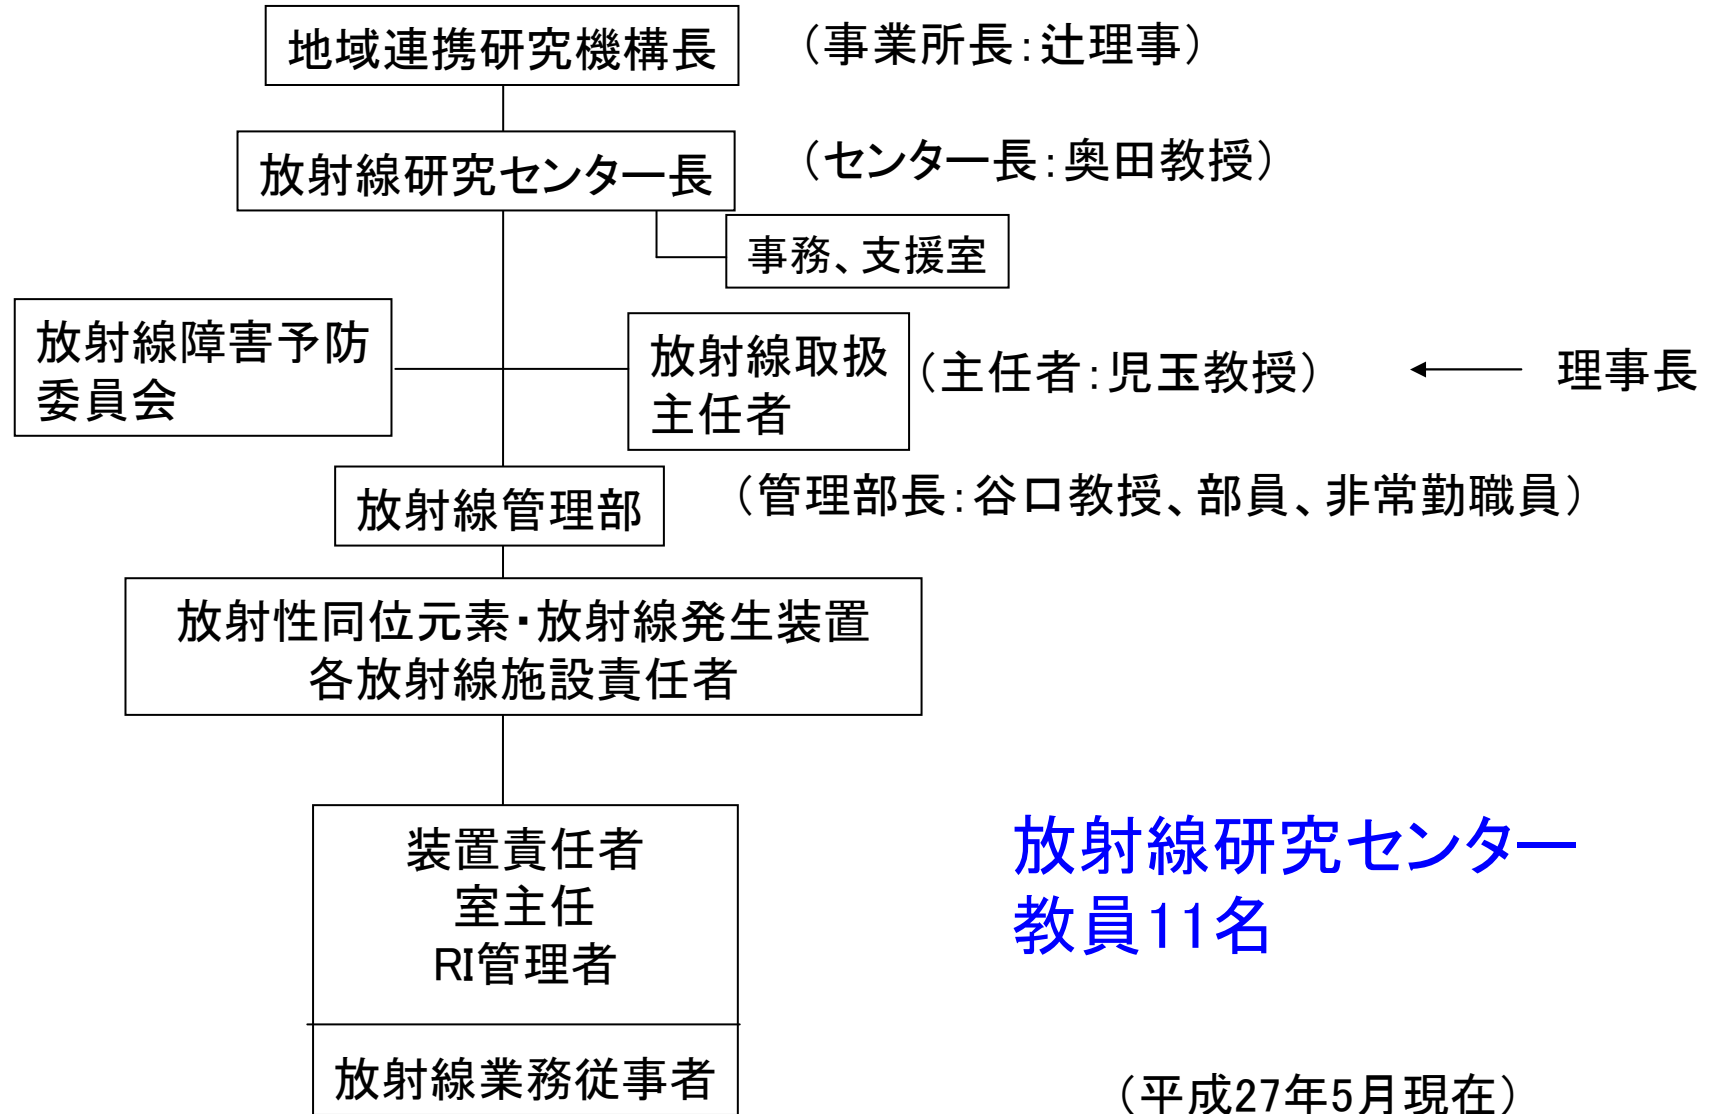 地域連携研究機構長
（事業所長：辻理事）
放射線研究センター長
（センター長：奥田教授）
事務、支援室
放射線障害予防
委員会
放射線取扱
主任者
（主任者：児玉教授）
理事長
放射線管理部
（管理部長：谷口教授、部員、非常勤職員）
放射性同位元素・放射線発生装置
各放射線施設責任者
装置責任者
室主任
RI管理者
放射線業務従事者
放射線研究センター
教員11名
（平成27年5月現在）